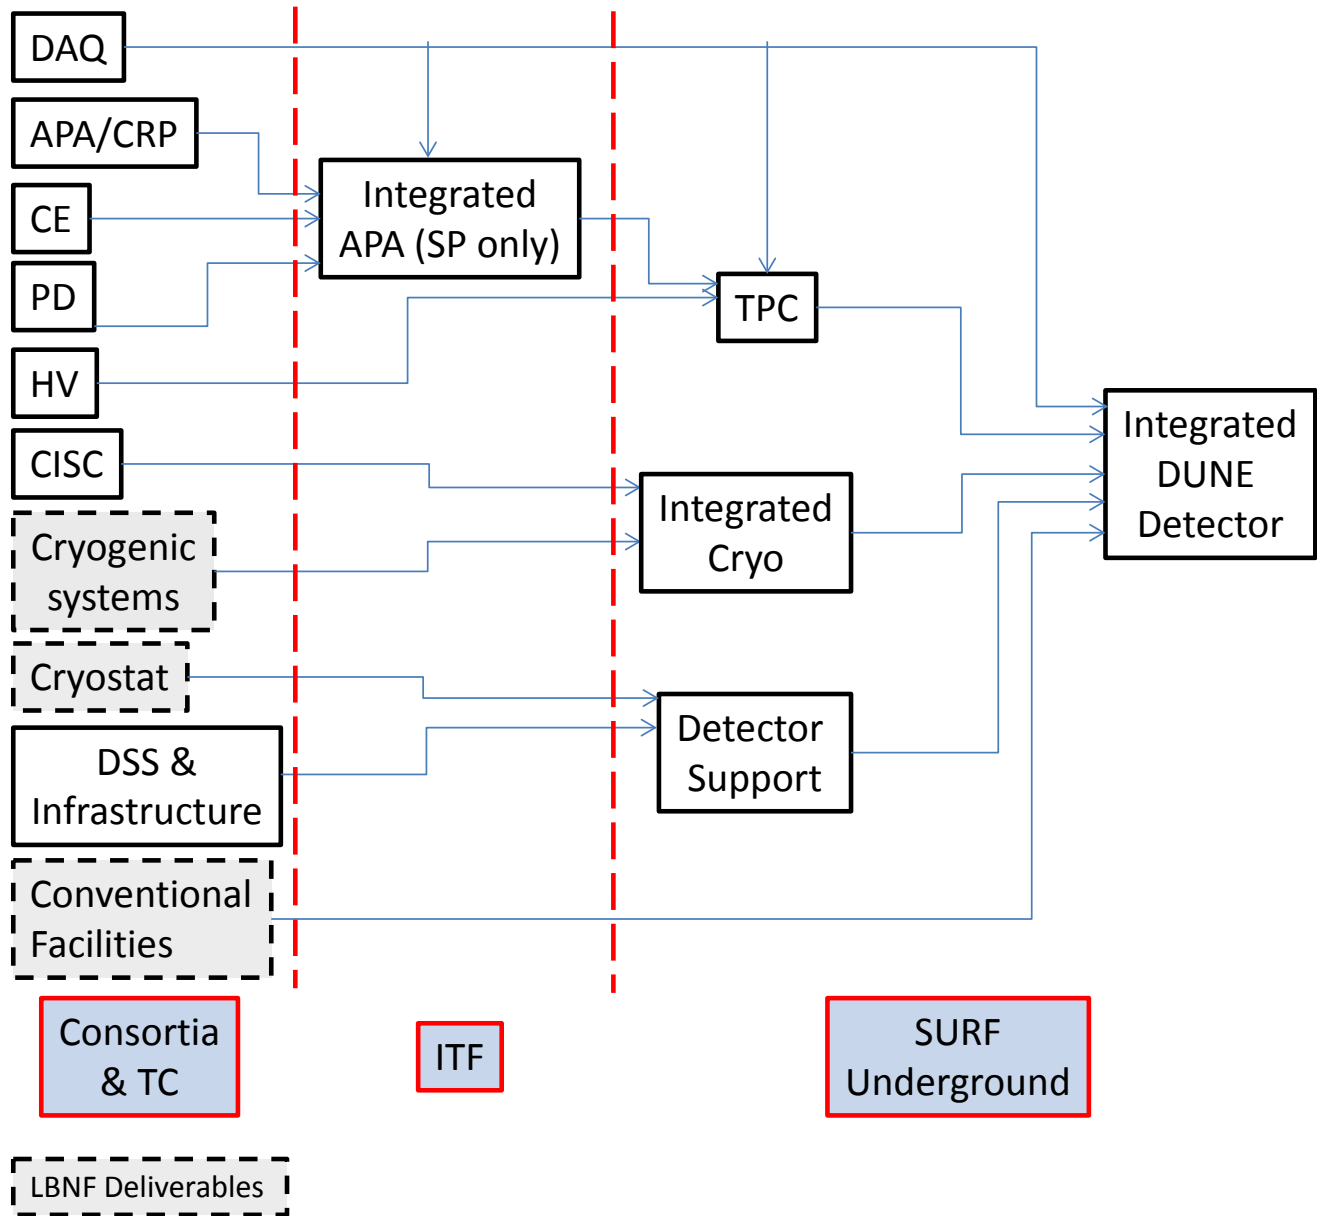 DAQ
APA/CRP
CE
PD
HV
CISC
Cryogenic
systems
Cryostat
DSS &
Infrastructure
Conventional
Facilities
Integrated
APA (SP only)
TPC
Integrated
Cryo
Detector
Support
Integrated
DUNE
Detector
Consortia
& TC
ITF
SURF
Underground
LBNF Deliverables